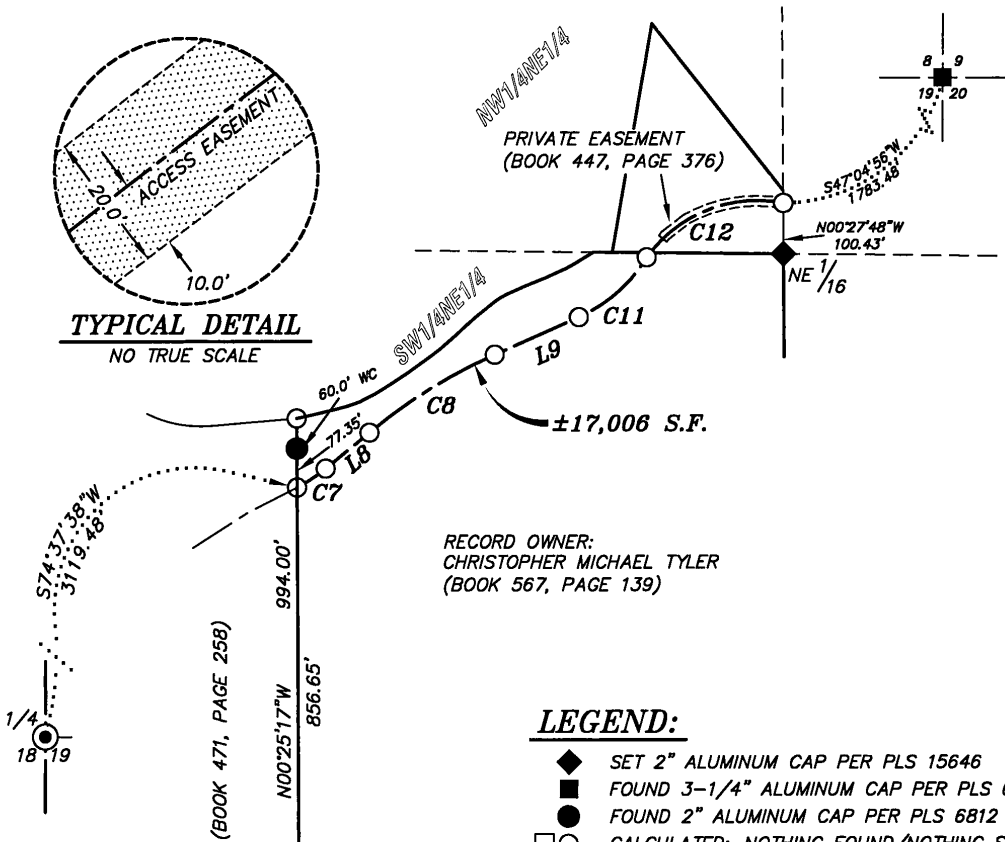 ACCESS EASEMENT
20.0'
10.0'
TYPICAL DETAIL
NO TRUE SCALE
NW1/4NE1/4
PRIVATE EASEMENT
(BOOK 447, PAGE 376)
8 9
19 20
S47°04'56"W
1783.48'
N00°27'48"W
100.43'
NE 1/16
C12
C11
L9
SW1/4NE1/4
C8
±17,006 S.F.
60.0' WC
77.35'
L8
C7
S74°37'38"W
3119.48'
1/4
18 19
RECORD OWNER:
CHRISTOPHER MICHAEL TYLER
(BOOK 567, PAGE 139)
(BOOK 471, PAGE 258)
N00°25'17"W 994.00'
856.65'
LEGEND:
SET 2" ALUMINUM CAP PER PLS 15646
FOUND 3-1/4" ALUMINUM CAP PER PLS
FOUND 2" ALUMINUM CAP PER PLS 6812
CALCULATED; NOTHING FOUND/NOTHING